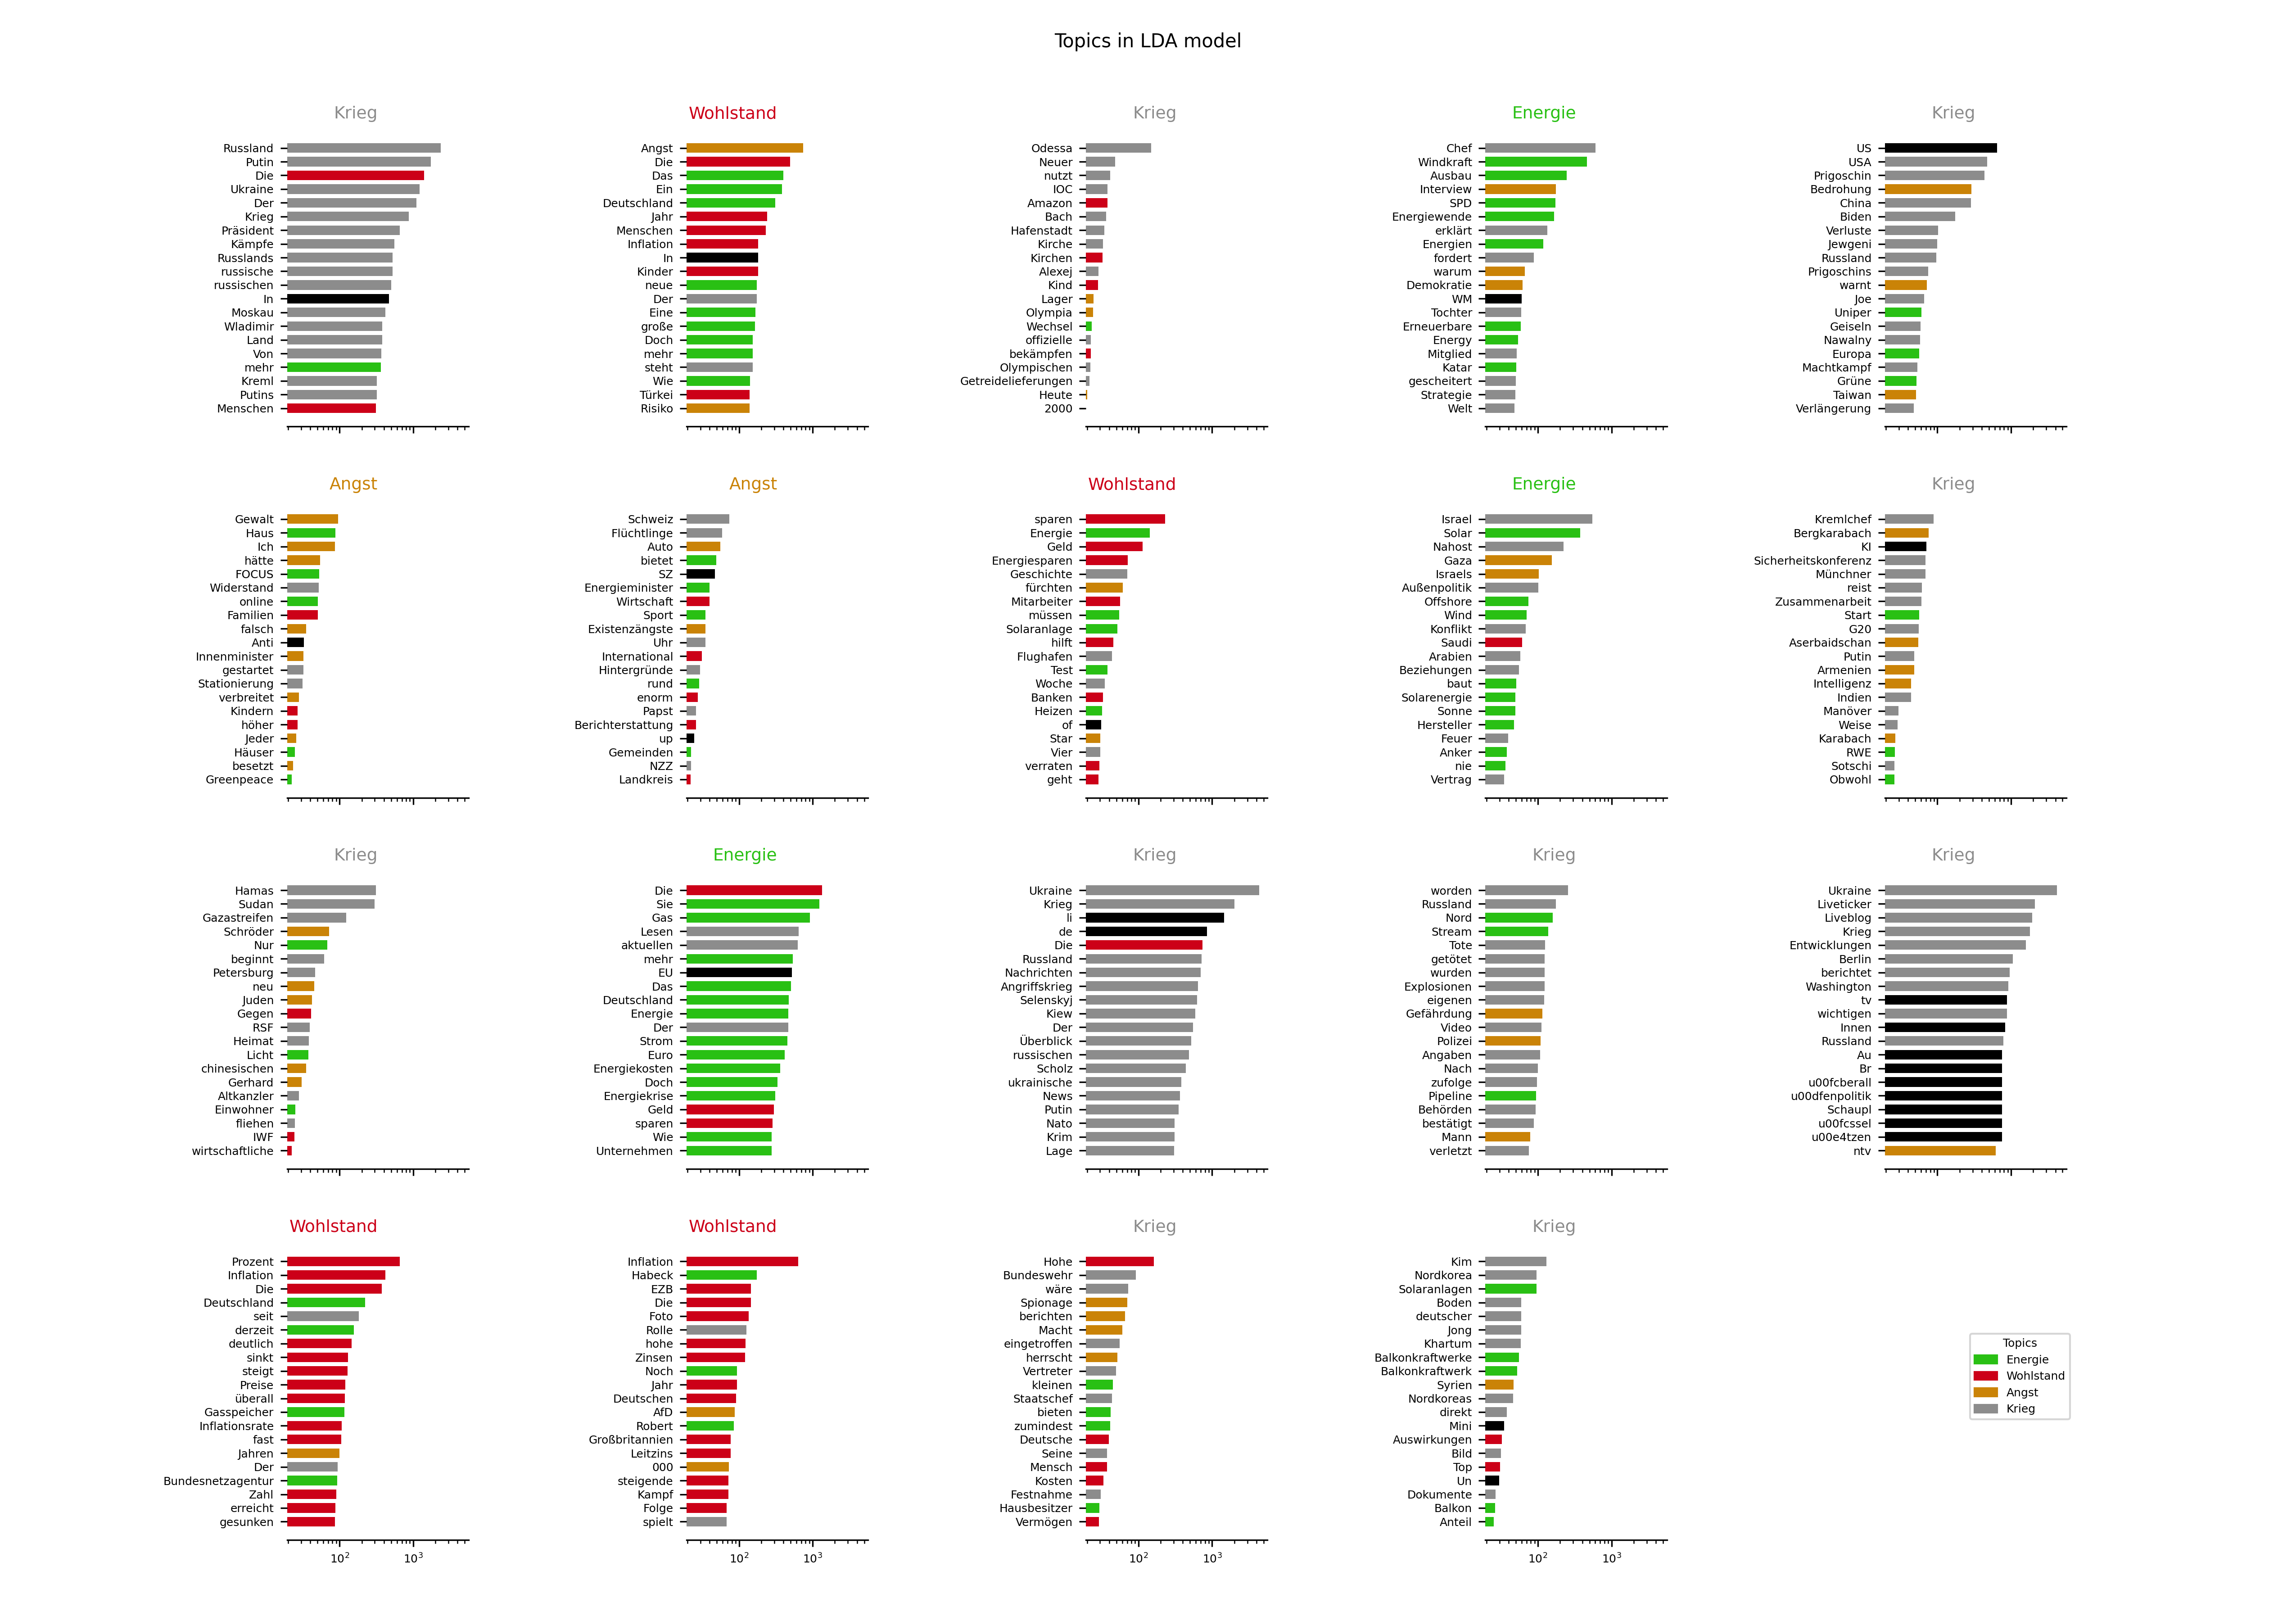 Topics in LDA model
Krieg
Russland
Putin
Die
Ukraine
Der
Krieg
Präsident
Kämpfe
Russlands
russische
russischen
In
Moskau
Wladimir
Land
Von
mehr
Kreml
Putins
Menschen
Wohlstand
Angst
Die
Das
Ein
Deutschland
Jahr
Menschen
Inflation
In
Kinder
neue
Der
Eine
große
Doch
mehr
steht
Wie
Türkei
Risiko
Krieg
Odessa
Neuer
nutzt
IOC
Amazon
Bach
Hafenstadt
Kirche
Kirchen
Alexej
Kind
Lager
Olympia
Wechsel
offizielle
bekämpfen
Olympischen
Getreidelieferungen
Heute
2000
Energie
Chef
Windkraft
Ausbau
Interview
SPD
Energiewende
erklärt
Energien
fordert
warum
Demokratie
WM
Tochter
Erneuerbare
Energy
Mitglied
Katar
gescheitert
Strategie
Welt
Krieg
US
USA
Prigoschin
Bedrohung
China
Biden
Verluste
Jewgeni
Russland
Prigoschins
warnt
Joe
Uniper
Geiseln
Nawalny
Europa
Machtkampf
Grüne
Taiwan
Verlängerung
Angst
Gewalt
Haus
Ich
hätte
FOCUS
Widerstand
online
Familien
falsch
Anti
Innenminister
gestartet
Stationierung
verbreitet
Kindern
höher
Jeder
Häuser
besetzt
Greenpeace
Angst
Schweiz
Flüchtlinge
Auto
bietet
SZ
Energieminister
Wirtschaft
Sport
Existenzängste
Uhr
International
Hintergründe
rund
enorm
Papst
Berichterstattung
up
Gemeinden
NZZ
Landkreis
Wohlstand
sparen
Energie
Geld
Energiesparen
Geschichte
fürchten
Mitarbeiter
müssen
Solaranlage
hilft
Flughafen
Test
Woche
Banken
Heizen
of
Star
Vier
verraten
geht
Energie
Israel
Solar
Nahost
Gaza
Israels
Außenpolitik
Offshore
Wind
Konflikt
Saudi
Arabien
Beziehungen
baut
Solarenergie
Sonne
Hersteller
Feuer
Anker
nie
Vertrag
Krieg
Kremlchef
Bergkarabach
KI
Sicherheitskonferenz
Münchner
reist
Zusammenarbeit
Start
G20
Aserbaidschan
Putin
Armenien
Intelligenz
Indien
Manöver
Weise
Karabach
RWE
Sotschi
Obwohl
Krieg
Hamas
Sudan
Gazastreifen
Schröder
Nur
beginnt
Petersburg
neu
Juden
Gegen
RSF
Heimat
Licht
chinesischen
Gerhard
Altkanzler
Einwohner
fliehen
IWF
wirtschaftliche
Energie
Die
Sie
Gas
Lesen
aktuellen
mehr
EU
Das
Deutschland
Energie
Der
Strom
Euro
Energiekosten
Doch
Energiekrise
Geld
sparen
Wie
Unternehmen
Krieg
Ukraine
Krieg
li
de
Die
Russland
Nachrichten
Angriffskrieg
Selenskyj
Kiew
Der
Überblick
russischen
Scholz
ukrainische
News
Putin
Nato
Krim
Lage
Krieg
worden
Russland
Nord
Stream
Tote
getötet
wurden
Explosionen
eigenen
Gefährdung
Video
Polizei
Angaben
Nach
zufolge
Pipeline
Behörden
bestätigt
Mann
verletzt
Krieg
Ukraine
Liveticker
Liveblog
Krieg
Entwicklungen
Berlin
berichtet
Washington
tv
wichtigen
Innen
Russland
Au
Br
u00fcberall
u00dfenpolitik
Schaupl
u00fcssel
u00e4tzen
ntv
Wohlstand
Prozent
Inflation
Die
Deutschland
seit
derzeit
deutlich
sinkt
steigt
Preise
überall
Gasspeicher
Inflationsrate
fast
Jahren
Der
Bundesnetzagentur
Zahl
erreicht
gesunken
10² 10³
Wohlstand
Inflation
Habeck
EZB
Die
Foto
Rolle
hohe
Zinsen
Noch
Jahr
Deutschen
AfD
Robert
Großbritannien
Leitzins
000
steigende
Kampf
Folge
spielt
10² 10³
Krieg
Hohe
Bundeswehr
wäre
Spionage
berichten
Macht
eingetroffen
herrscht
Vertreter
kleinen
Staatschef
bieten
zumindest
Deutsche
Seine
Mensch
Kosten
Festnahme
Hausbesitzer
Vermögen
10² 10³
Krieg
Kim
Nordkorea
Solaranlagen
Boden
deutscher
Jong
Khartum
Balkonkraftwerke
Balkonkraftwerk
Syrien
Nordkoreas
direkt
Mini
Auswirkungen
Bild
Top
Un
Dokumente
Balkon
Anteil
10² 10³
Topics
Energie
Wohlstand
Angst
Krieg